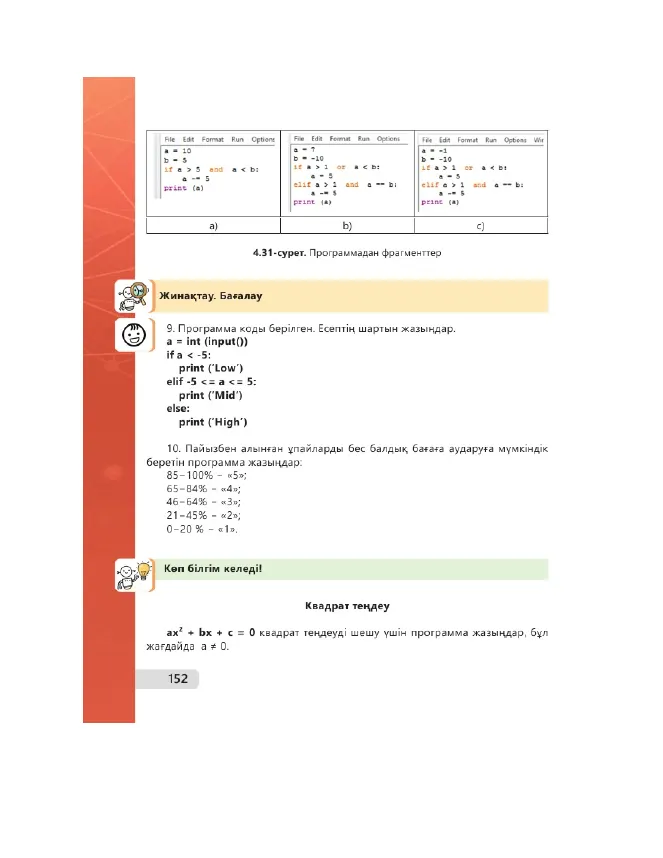 File Edit Format Run Options
a = 10
b = 5
if a > 5 and a < b:
a -= 5
print (a)
File Edit Format Run Options
a = 7
b = -10
if a > 1 or a < b:
a = 5
elif a > 1 and a == b:
a -= 5
print (a)
File Edit Format Run Options Wir
a = -1
b = -10
if a > 1 or a < b:
a = 5
elif a > 1 and a == b:
a -= 5
print (a)
a) b) c)
4.31-сурет. Программадан фрагменттер
Жинақтау. Бағалау
9. Программа коды берілген. Есептің шартын жазыңдар.
a = int (input())
if a < -5:
print (‘Low’)
elif -5 <= a <= 5:
print (‘Mid’)
else:
print (‘High’)
10. Пайызбен алынған ұпайларды бес балдық бағаға аударуға мүмкіндік
беретін программа жазыңдар:
85–100% – «5»;
65–84% – «4»;
46–64% – «3»;
21–45% – «2»;
0–20 % – «1».
Көп білгім келеді!
Квадрат теңдеу
ax² + bx + c = 0 квадрат теңдеуді шешу үшін программа жазыңдар, бұл
жағдайда a ≠ 0.
152